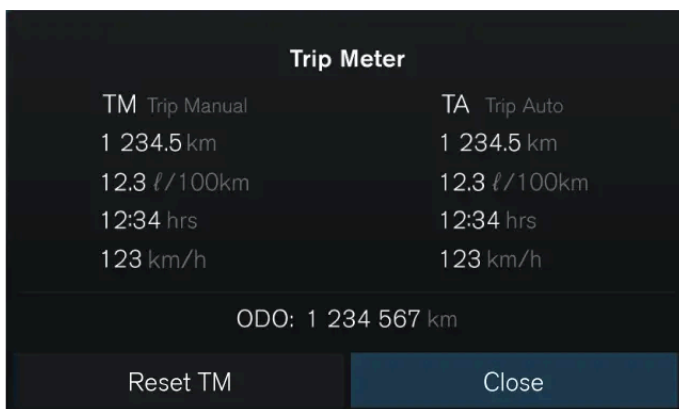 Trip Meter
TM Trip Manual
1 234.5 km
12.3 ℓ/100km
12:34 hrs
123 km/h
TA Trip Auto
1 234.5 km
12.3 ℓ/100km
12:34 hrs
123 km/h
ODO: 1 234 567 km
Reset TM
Close